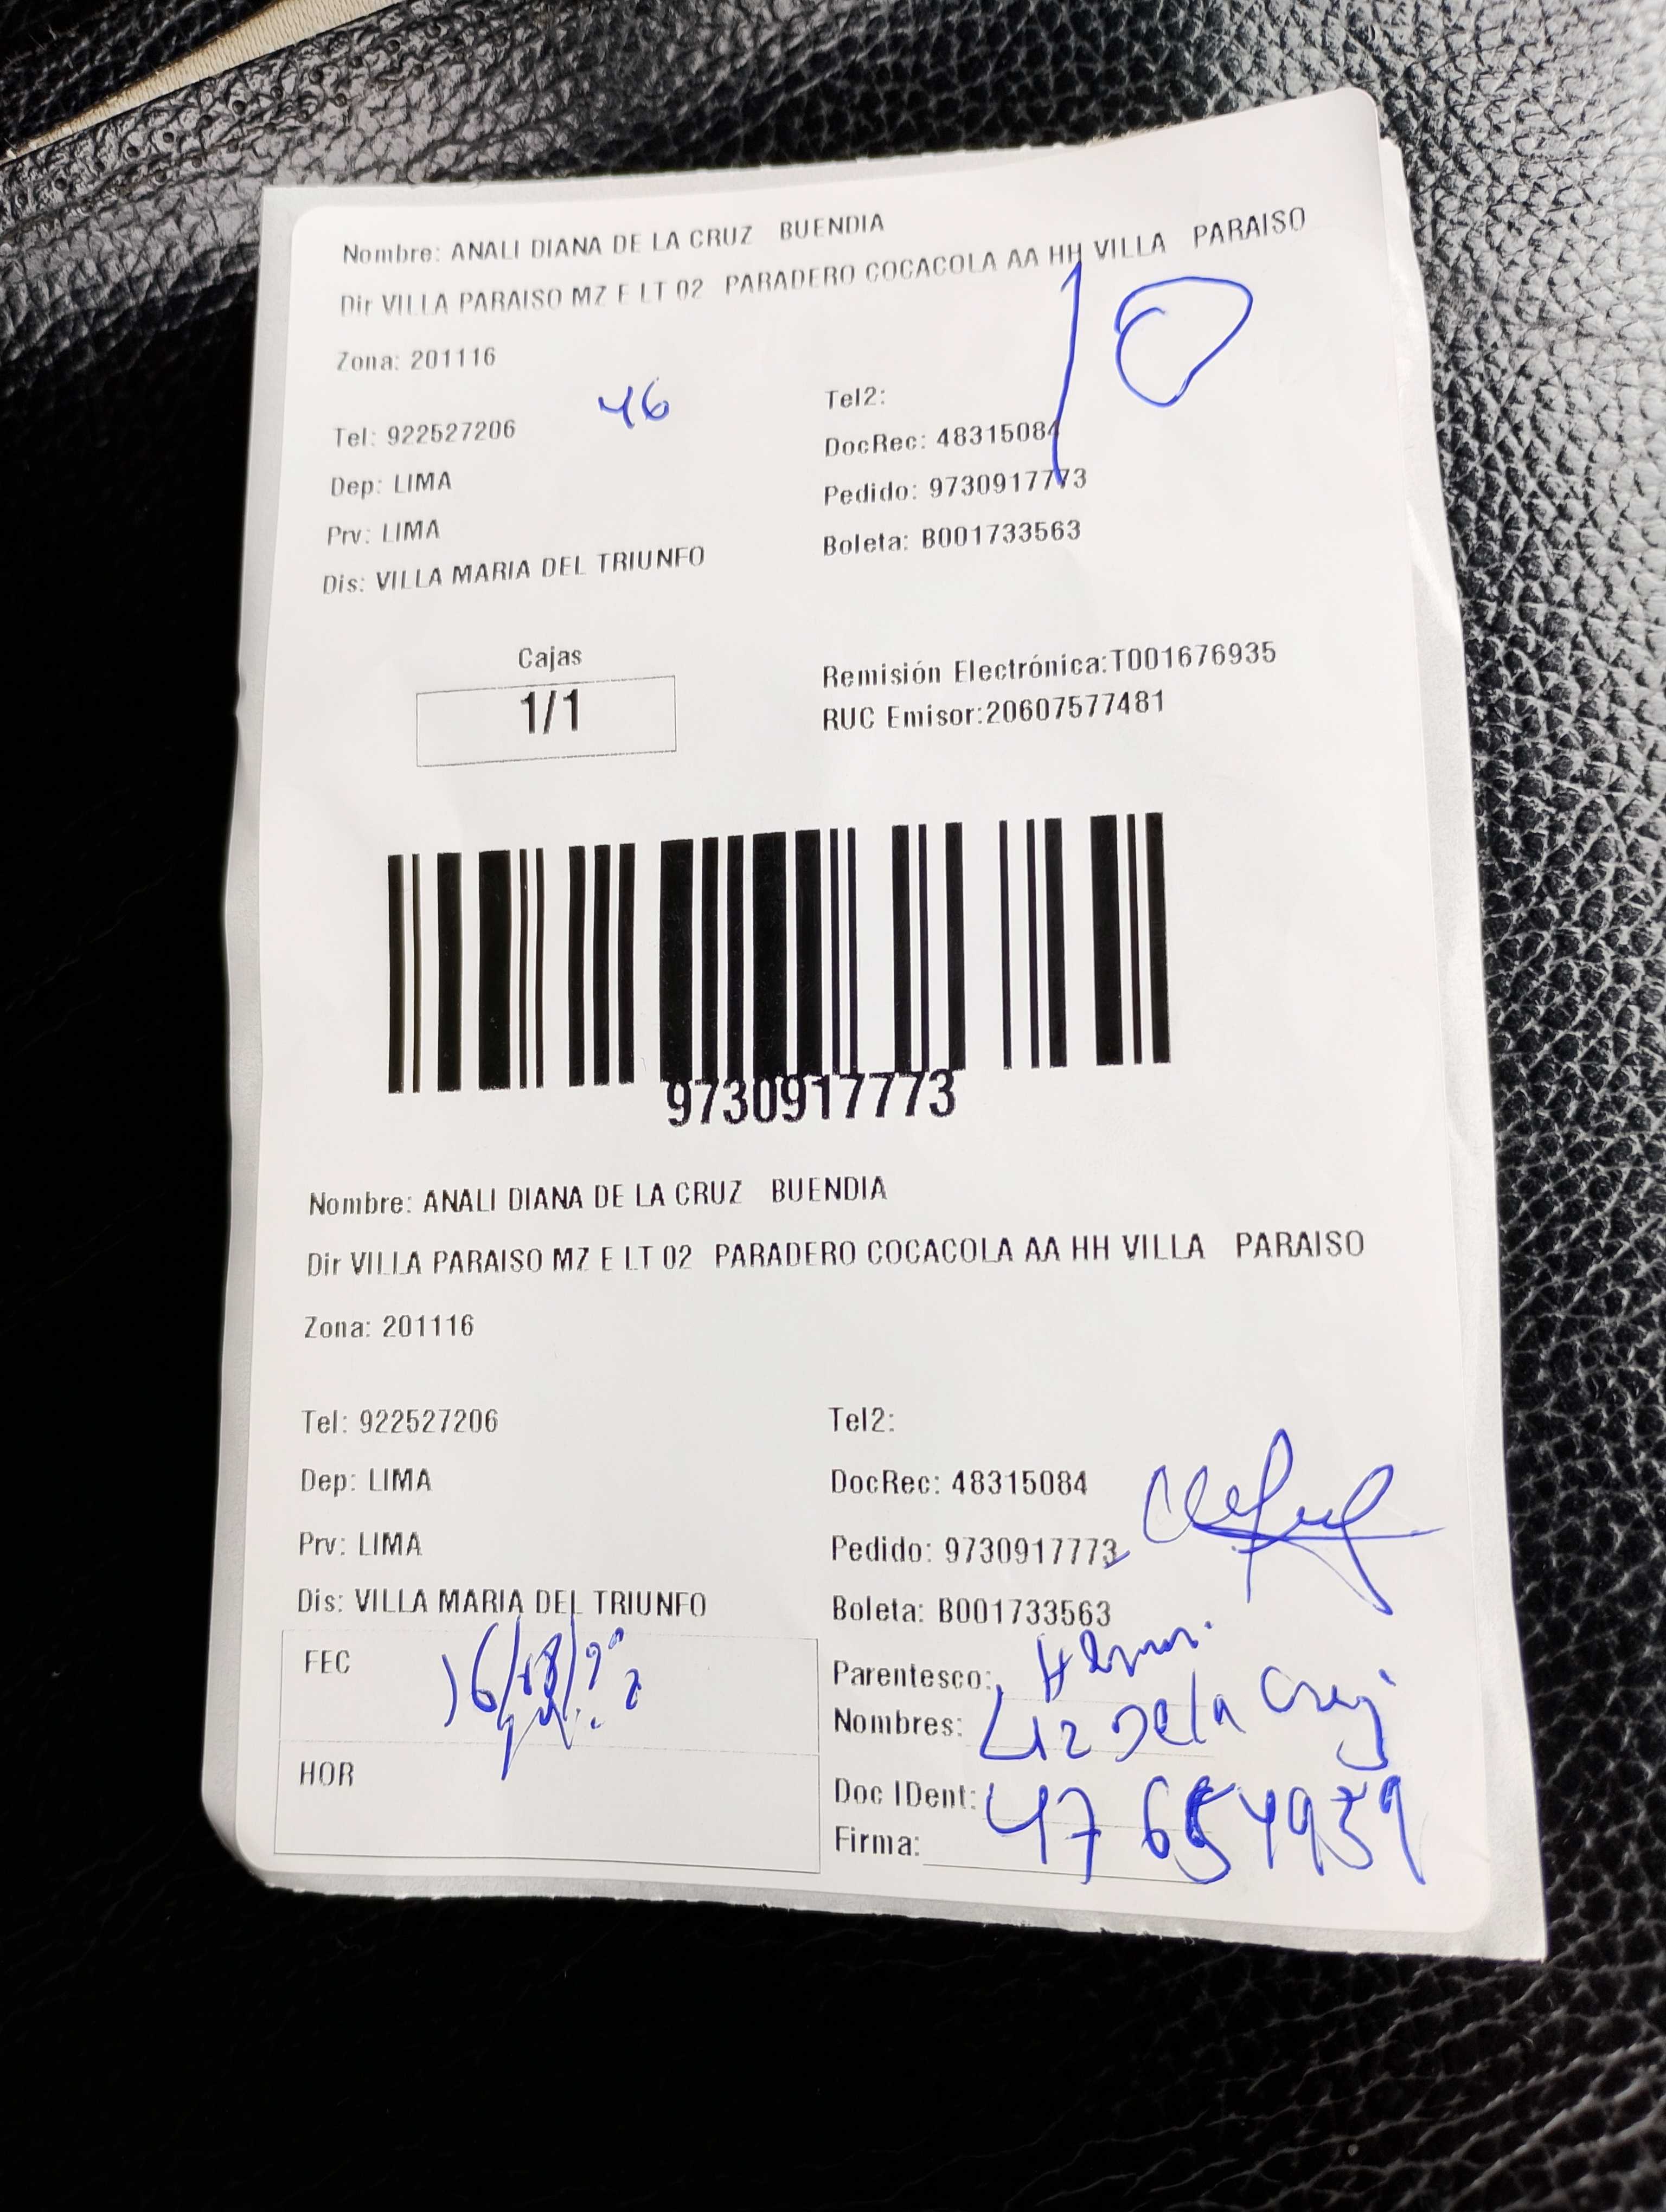 Nombre: ANALI DIANA DE LA CRUZ BUENDIA
Dir VILLA PARAISO MZ E LT 02 PARADERO COCACOLA AA HH VILLA PARAISO
10
Zona: 201116
46
Tel: 922527206
Tel2:
Dep: LIMA
DocRec: 48315084
Prv: LIMA
Pedido: 9730917773
Dis: VILLA MARIA DEL TRIUNFO
Boleta: B001733563
Cajas
1/1
Remisión Electrónica:T001676935
RUC Emisor:20607577481
9730917773
Nombre: ANALI DIANA DE LA CRUZ BUENDIA
Dir VILLA PARAISO MZ E LT 02 PARADERO COCACOLA AA HH VILLA PARAISO
Zona: 201116
Tel: 922527206
Tel2:
Dep: LIMA
DocRec: 48315084
Prv: LIMA
Pedido: 9730917773
Dis: VILLA MARIA DEL TRIUNFO
Boleta: B001733563
FEC
HOR
Parentesco:
Nombres: Liz De la Cruz
Doc IDent: 47654939
Firma: